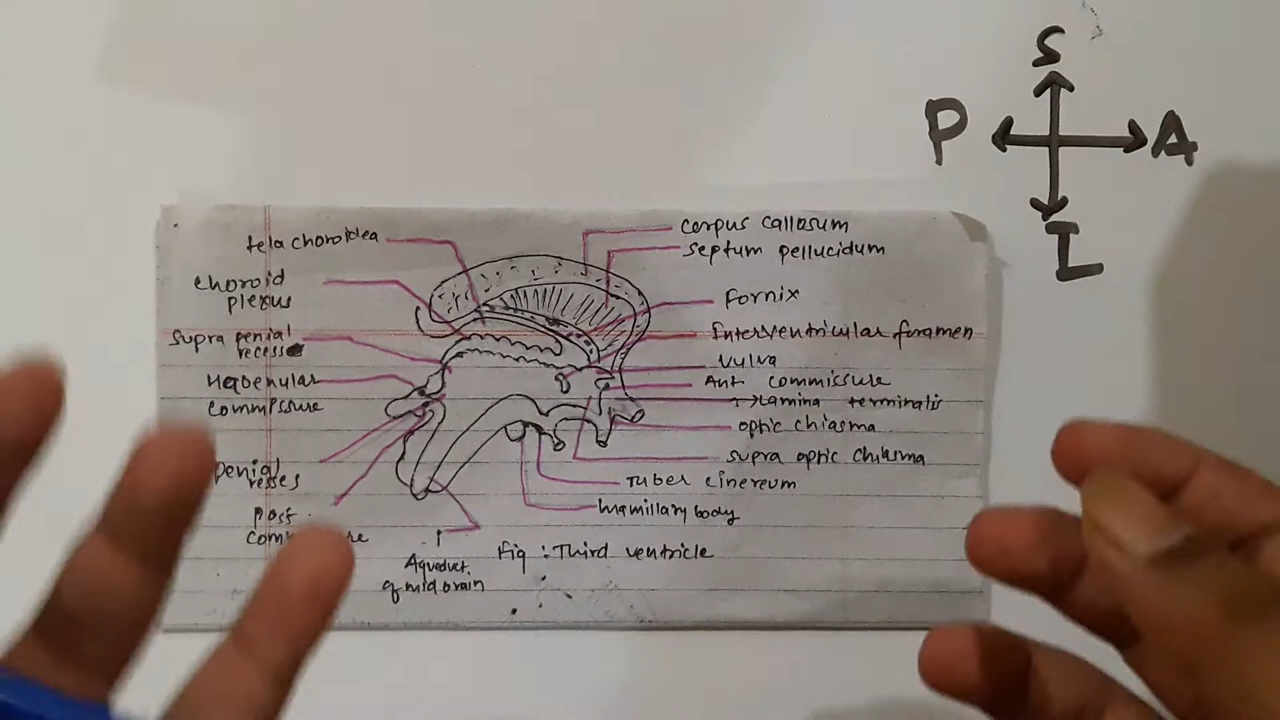 S
P A
I
tela choroidea
choroid
plexus
Supra penial
recess
Habenular
commissure
penial
resses
post
Aqueduct
of midbrain
corpus callosum
septum pellucidum
Fornix
Interventricular foramen
Vulva
Ant commissure
Lamina terminalis
optic chiasma
supra optic chiasma
Tuber cinereum
Mamillary body
Fig : Third ventricle